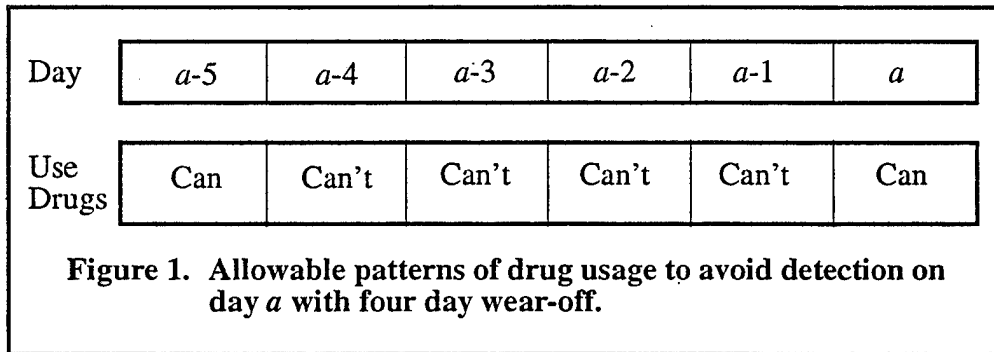 Day a-5 a-4 a-3 a-2 a-1 a
Use
Drugs Can Can't Can't Can't Can't Can
Figure 1. Allowable patterns of drug usage to avoid detection on
day a with four day wear-off.